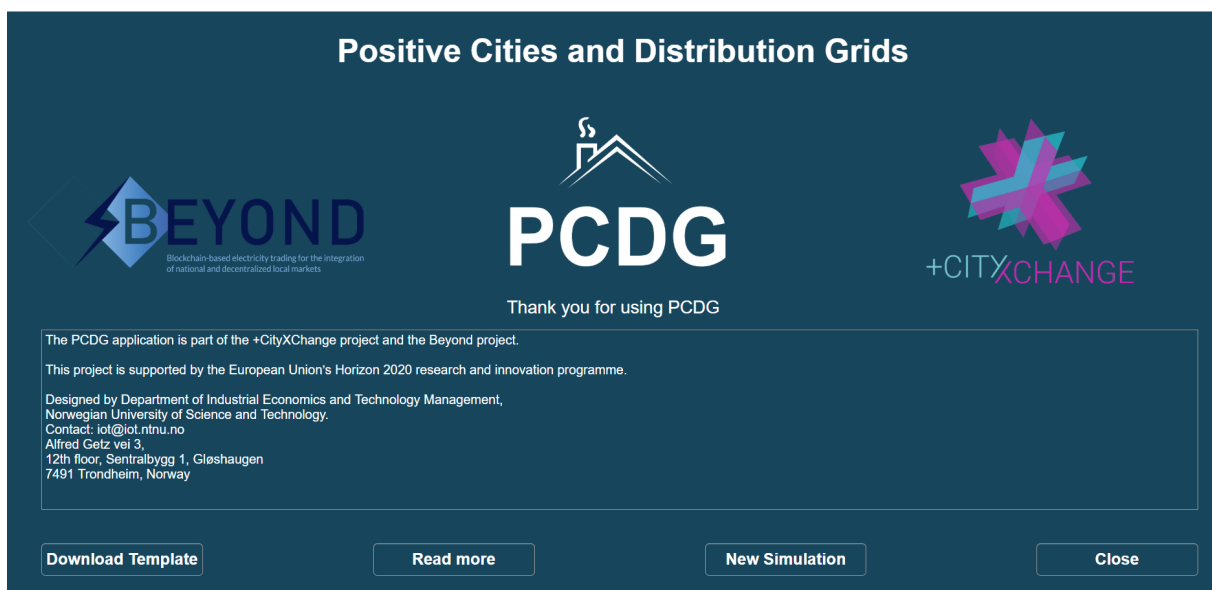 Positive Cities and Distribution Grids
BEYOND
Blockchain-based electricity trading for the integration
of national and decentralized local markets
PCDG
+CITYXCHANGE
Thank you for using PCDG
The PCDG application is part of the +CityXChange project and the Beyond project.
This project is supported by the European Union's Horizon 2020 research and innovation programme.
Designed by Department of Industrial Economics and Technology Management,
Norwegian University of Science and Technology.
Contact: iot@iot.ntnu.no
Alfred Getz vei 3,
12th floor, Sentralbygg 1, Gløshaugen
7491 Trondheim, Norway
Download Template
Read more
New Simulation
Close